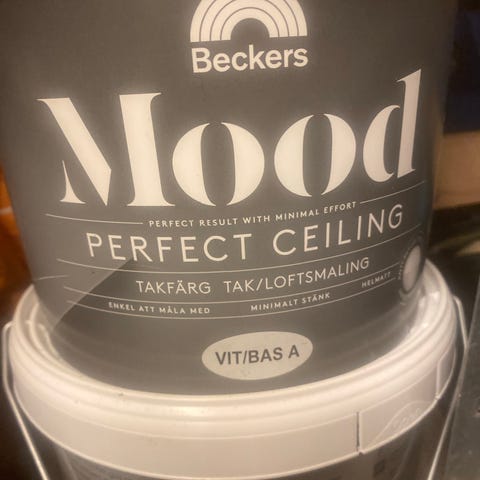 Beckers
Mood
PERFECT RESULT WITH MINIMAL EFFORT
PERFECT CEILING
TAKFÄRG TAK/LOFTSMALING
ENKEL ATT MÅLA MED MINIMALT STÄNK HELMATT
VIT/BAS A